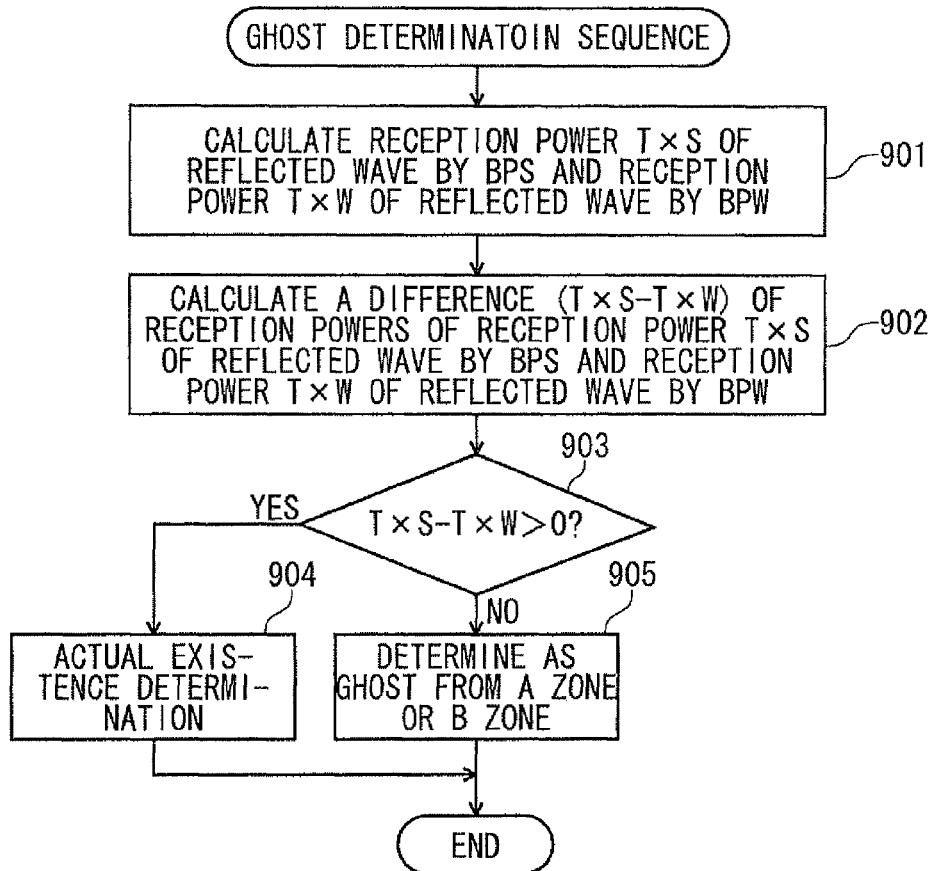 GHOST DETERMINATOIN SEQUENCE
CALCULATE RECEPTION POWER T×S OF
REFLECTED WAVE BY BPS AND RECEPTION
POWER T×W OF REFLECTED WAVE BY BPW
901
CALCULATE A DIFFERENCE (T×S-T×W) OF
RECEPTION POWERS OF RECEPTION POWER T×S
OF REFLECTED WAVE BY BPS AND RECEPTION
POWER T×W OF REFLECTED WAVE BY BPW
902
903
T×S-T×W>0?
YES
NO
904
ACTUAL EXIS-
TENCE DETERMI-
NATION
905
DETERMINE AS
GHOST FROM A ZONE
OR B ZONE
END